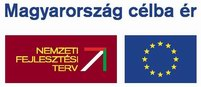 Magyarország célba ér
NEMZETI
FEJLESZTÉSI
TERV